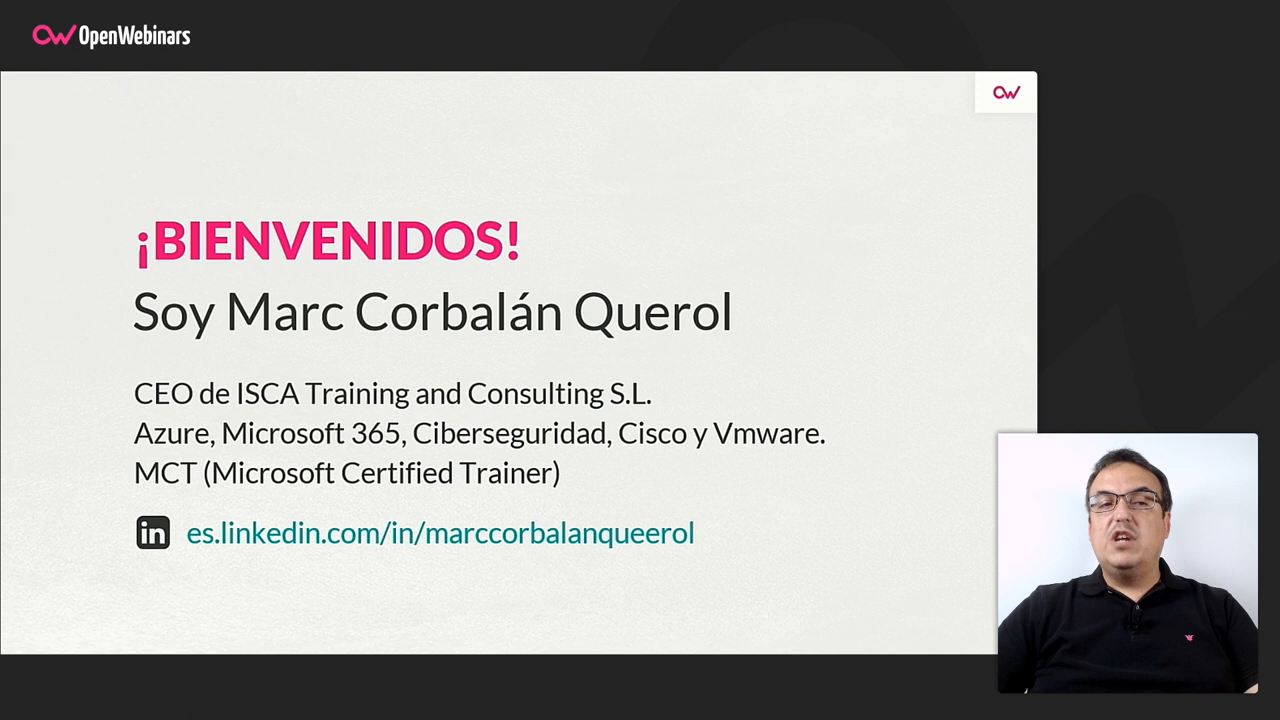 OpenWebinars
¡BIENVENIDOS!
Soy Marc Corbalán Querol
CEO de ISCA Training and Consulting S.L.
Azure, Microsoft 365, Ciberseguridad, Cisco y Vmware.
MCT (Microsoft Certified Trainer)
in es.linkedin.com/in/marccorbalanqueerol